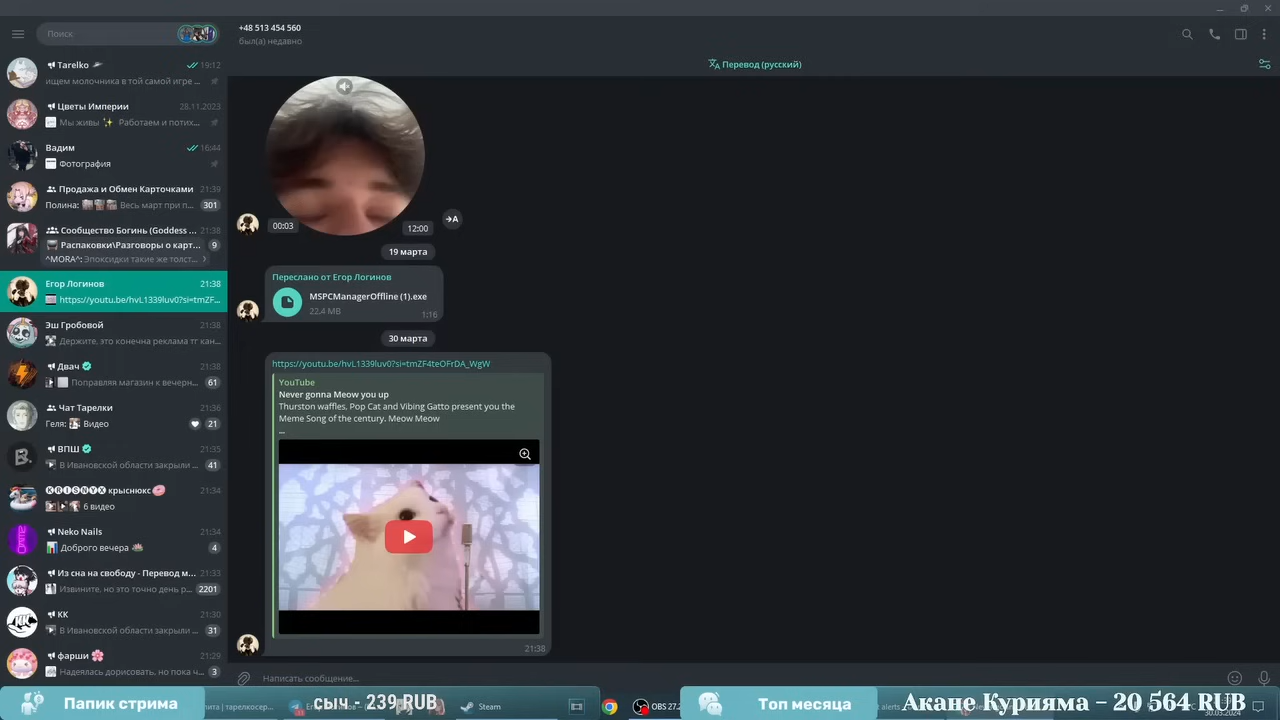 Поиск
+48 513 454 560
был(а) недавно
Tarelko
19:12
ищем молочника в той самой игре ...
Цветы Империи
28.11.2023
Мы живы ✨ Работаем и потих...
Вадим
16:44
Фотография
Продажа и Обмен Карточками
21:39
Полина: Весь март при п...
301
Сообщество Богинь (Goddess ...
21:38
Распаковки\Разговоры о карт...
9
^MORA^: Эпоксидки такие же толст...
Егор Логинов
21:38
https://youtu.be/hvL1339luv0?si=tmZF...
Эш Гробовой
21:38
Держите, это конечна реклама тг кан...
Двач
21:38
Поправляя магазин к вечерн...
61
Чат Тарелки
21:36
Геля: Видео
21
ВПШ
21:35
В Ивановской области закрыли ...
41
KRISNYX крыснюкс
21:34
6 видео
Neko Nails
21:34
Доброго вечера
4
Из сна на свободу - Перевод м...
21:33
Извините, но это точно день р...
2201
КК
21:30
В Ивановской области закрыли ...
31
фарши
21:29
Надеялась дорисовать, но пока ч...
3
Перевод (русский)
00:03
12:00
→A
19 марта
Переслано от Егор Логинов
MSPCManagerOffline (1).exe
22,4 MB
1:16
30 марта
https://youtu.be/hvL1339luv0?si=tmZF4teOFrDA_WgW
YouTube
Never gonna Meow you up
Thurston waffles, Pop Cat and Vibing Gatto present you the
Meme Song of the century. Meow Meow
...
21:38
Написать сообщение...
Папик стрима
сыч - 239 RUB
Steam
OBS 27.2
Топ месяца
Акане Курияма – 20 564 RUB
30.03.2024